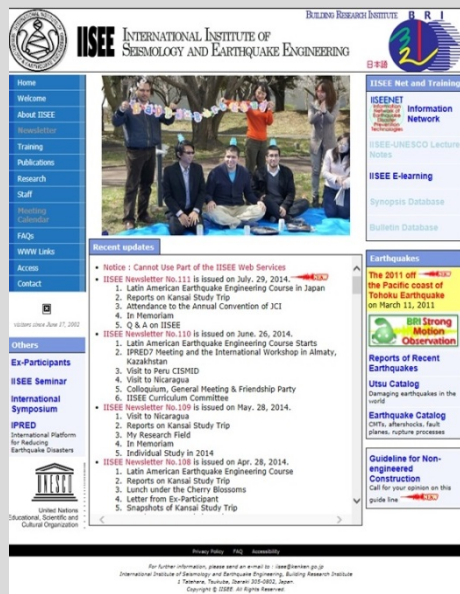 BUILDING RESEARCH INSTITUTE B R I
IISEE INTERNATIONAL INSTITUTE OF
SEISMOLOGY AND EARTHQUAKE ENGINEERING
日本語
Home
Welcome
About IISEE
Newsletter
Training
Publications
Research
Staff
Meeting
Calendar
FAQs
WWW Links
Access
Contact
visitors since June 17, 2002
Others
Ex-Participants
IISEE Seminar
International
Symposium
IPRED
International Platform
for Reducing
Earthquake Disasters
UNESCO
United Nations
Educational, Scientific and
Cultural Organization
Recent updates
Notice : Cannot Use Part of the IISEE Web Services
IISEE Newsletter No.111 is issued on July. 29, 2014. NEW
1. Latin American Earthquake Engineering Course in Japan
2. Reports on Kansai Study Trip
3. Attendance to the Annual Convention of JCI
4. In Memoriam
5. Q & A on IISEE
IISEE Newsletter No.110 is issued on June. 26, 2014.
1. Latin American Earthquake Engineering Course Starts
2. IPRED7 Meeting and the International Workshop in Almaty,
Kazakhstan
3. Visit to Peru CISMID
4. Visit to Nicaragua
5. Colloquium, General Meeting & Friendship Party
6. IISEE Curriculum Committee
IISEE Newsletter No.109 is issued on May. 28, 2014.
1. Visit to Nicaragua
2. Reports on Kansai Study Trip
3. My Research Field
4. In Memoriam
5. Individual Study in 2014
IISEE Newsletter No.108 is issued on Apr. 28, 2014.
1. Latin American Earthquake Engineering Course
2. Reports on Kansai Study Trip
3. Lunch under the Cherry Blossoms
4. Letter from Ex-Participant
5. Snapshots of Kansai Study Trip
IISEE Net and Training
IISEENET
Information
Network of
Earthquake
Disaster
Prevention
Technologies
Information
Network
IISEE-UNESCO Lecture
Notes
IISEE E-learning
Synopsis Database
Bulletin Database
Earthquakes
The 2011 off NEW
the Pacific coast of
Tohoku Earthquake
on March 11, 2011
BRI Strong
Motion
Observation
Reports of Recent
Earthquakes
Utsu Catalog
Damaging earthquakes in the
world
Earthquake Catalog
CMTs, aftershocks, fault
planes, rupture processes
Guideline for Non-
engineered
Construction
Call for your opinion on this
guide line NEW
Privacy Policy FAQ Accessibility
For further information, please send an e-mail to : iisee@kenken.go.jp
International Institute of Seismology and Earthquake Engineering, Building Research Institute
1 Tatehara, Tsukuba, Ibaraki 305-0802, Japan.
Copyright © IISEE. All Rights Reserved.